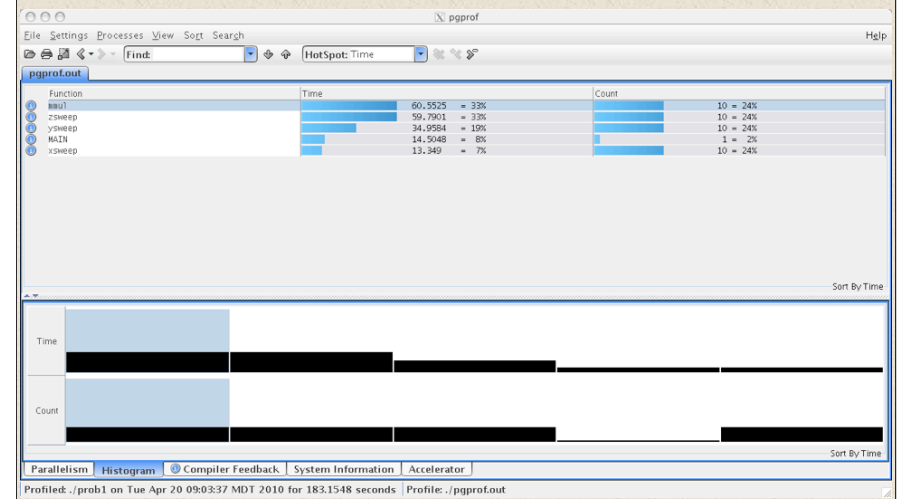 pgprof
File Settings Processes View Sort Search Help
Find: HotSpot: Time
pgprof.out
Function Time Count
mmul 60.5525 = 33% 10 = 24%
zsweep 59.7901 = 33% 10 = 24%
ysweep 34.9584 = 19% 10 = 24%
MAIN 14.5048 = 8% 1 = 2%
xsweep 13.349 = 7% 10 = 24%
Sort By Time
Time
Count
Sort By Time
Parallelism Histogram Compiler Feedback System Information Accelerator
Profiled: ./prob1 on Tue Apr 20 09:03:37 MDT 2010 for 183.1548 seconds Profile: ./pgprof.out